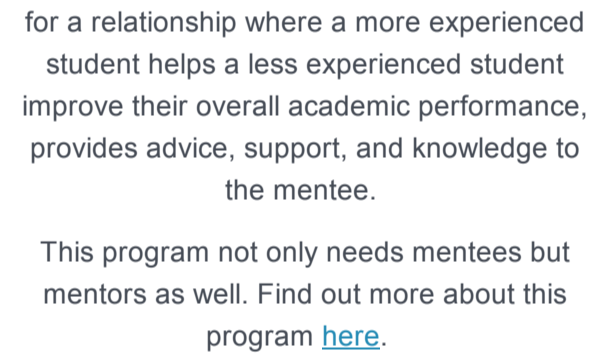 for a relationship where a more experienced
student helps a less experienced student
improve their overall academic performance,
provides advice, support, and knowledge to
the mentee.
This program not only needs mentees but
mentors as well. Find out more about this
program here.